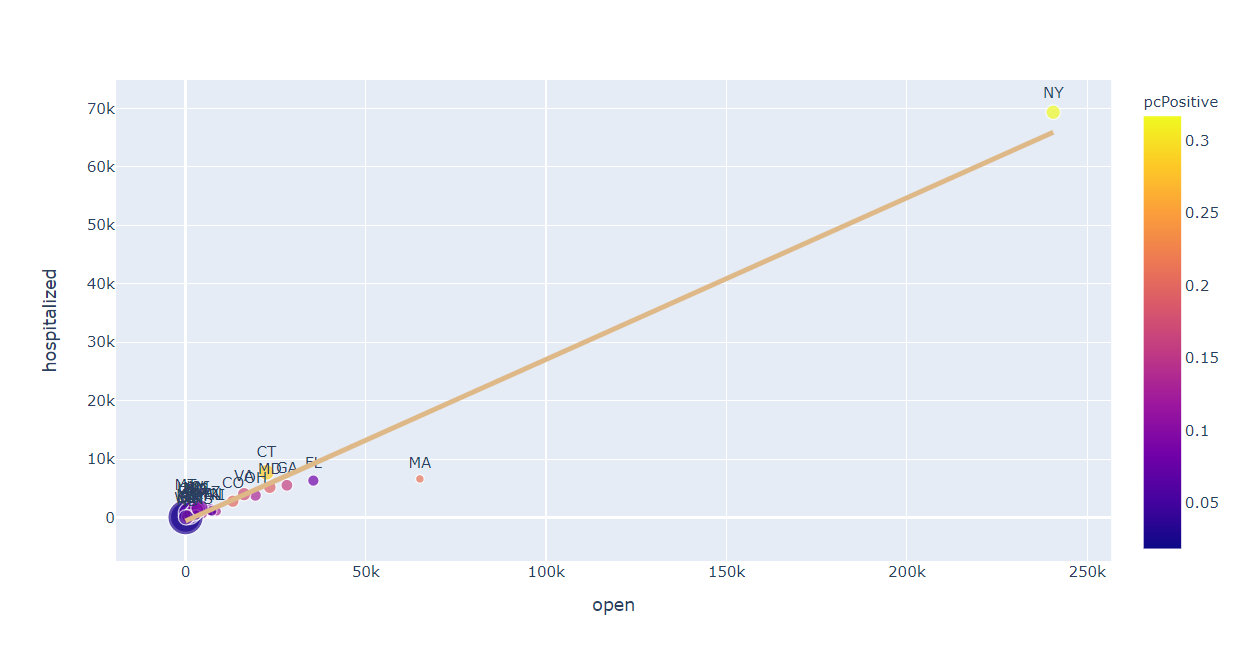 NY
pcPositive
70k
60k
50k
40k
30k
20k
10k
0
0.3
0.25
0.2
0.15
0.1
0.05
hospitalized
CT
MD
GA
FL
MA
VA
OH
CO
0
50k
100k
150k
200k
250k
open